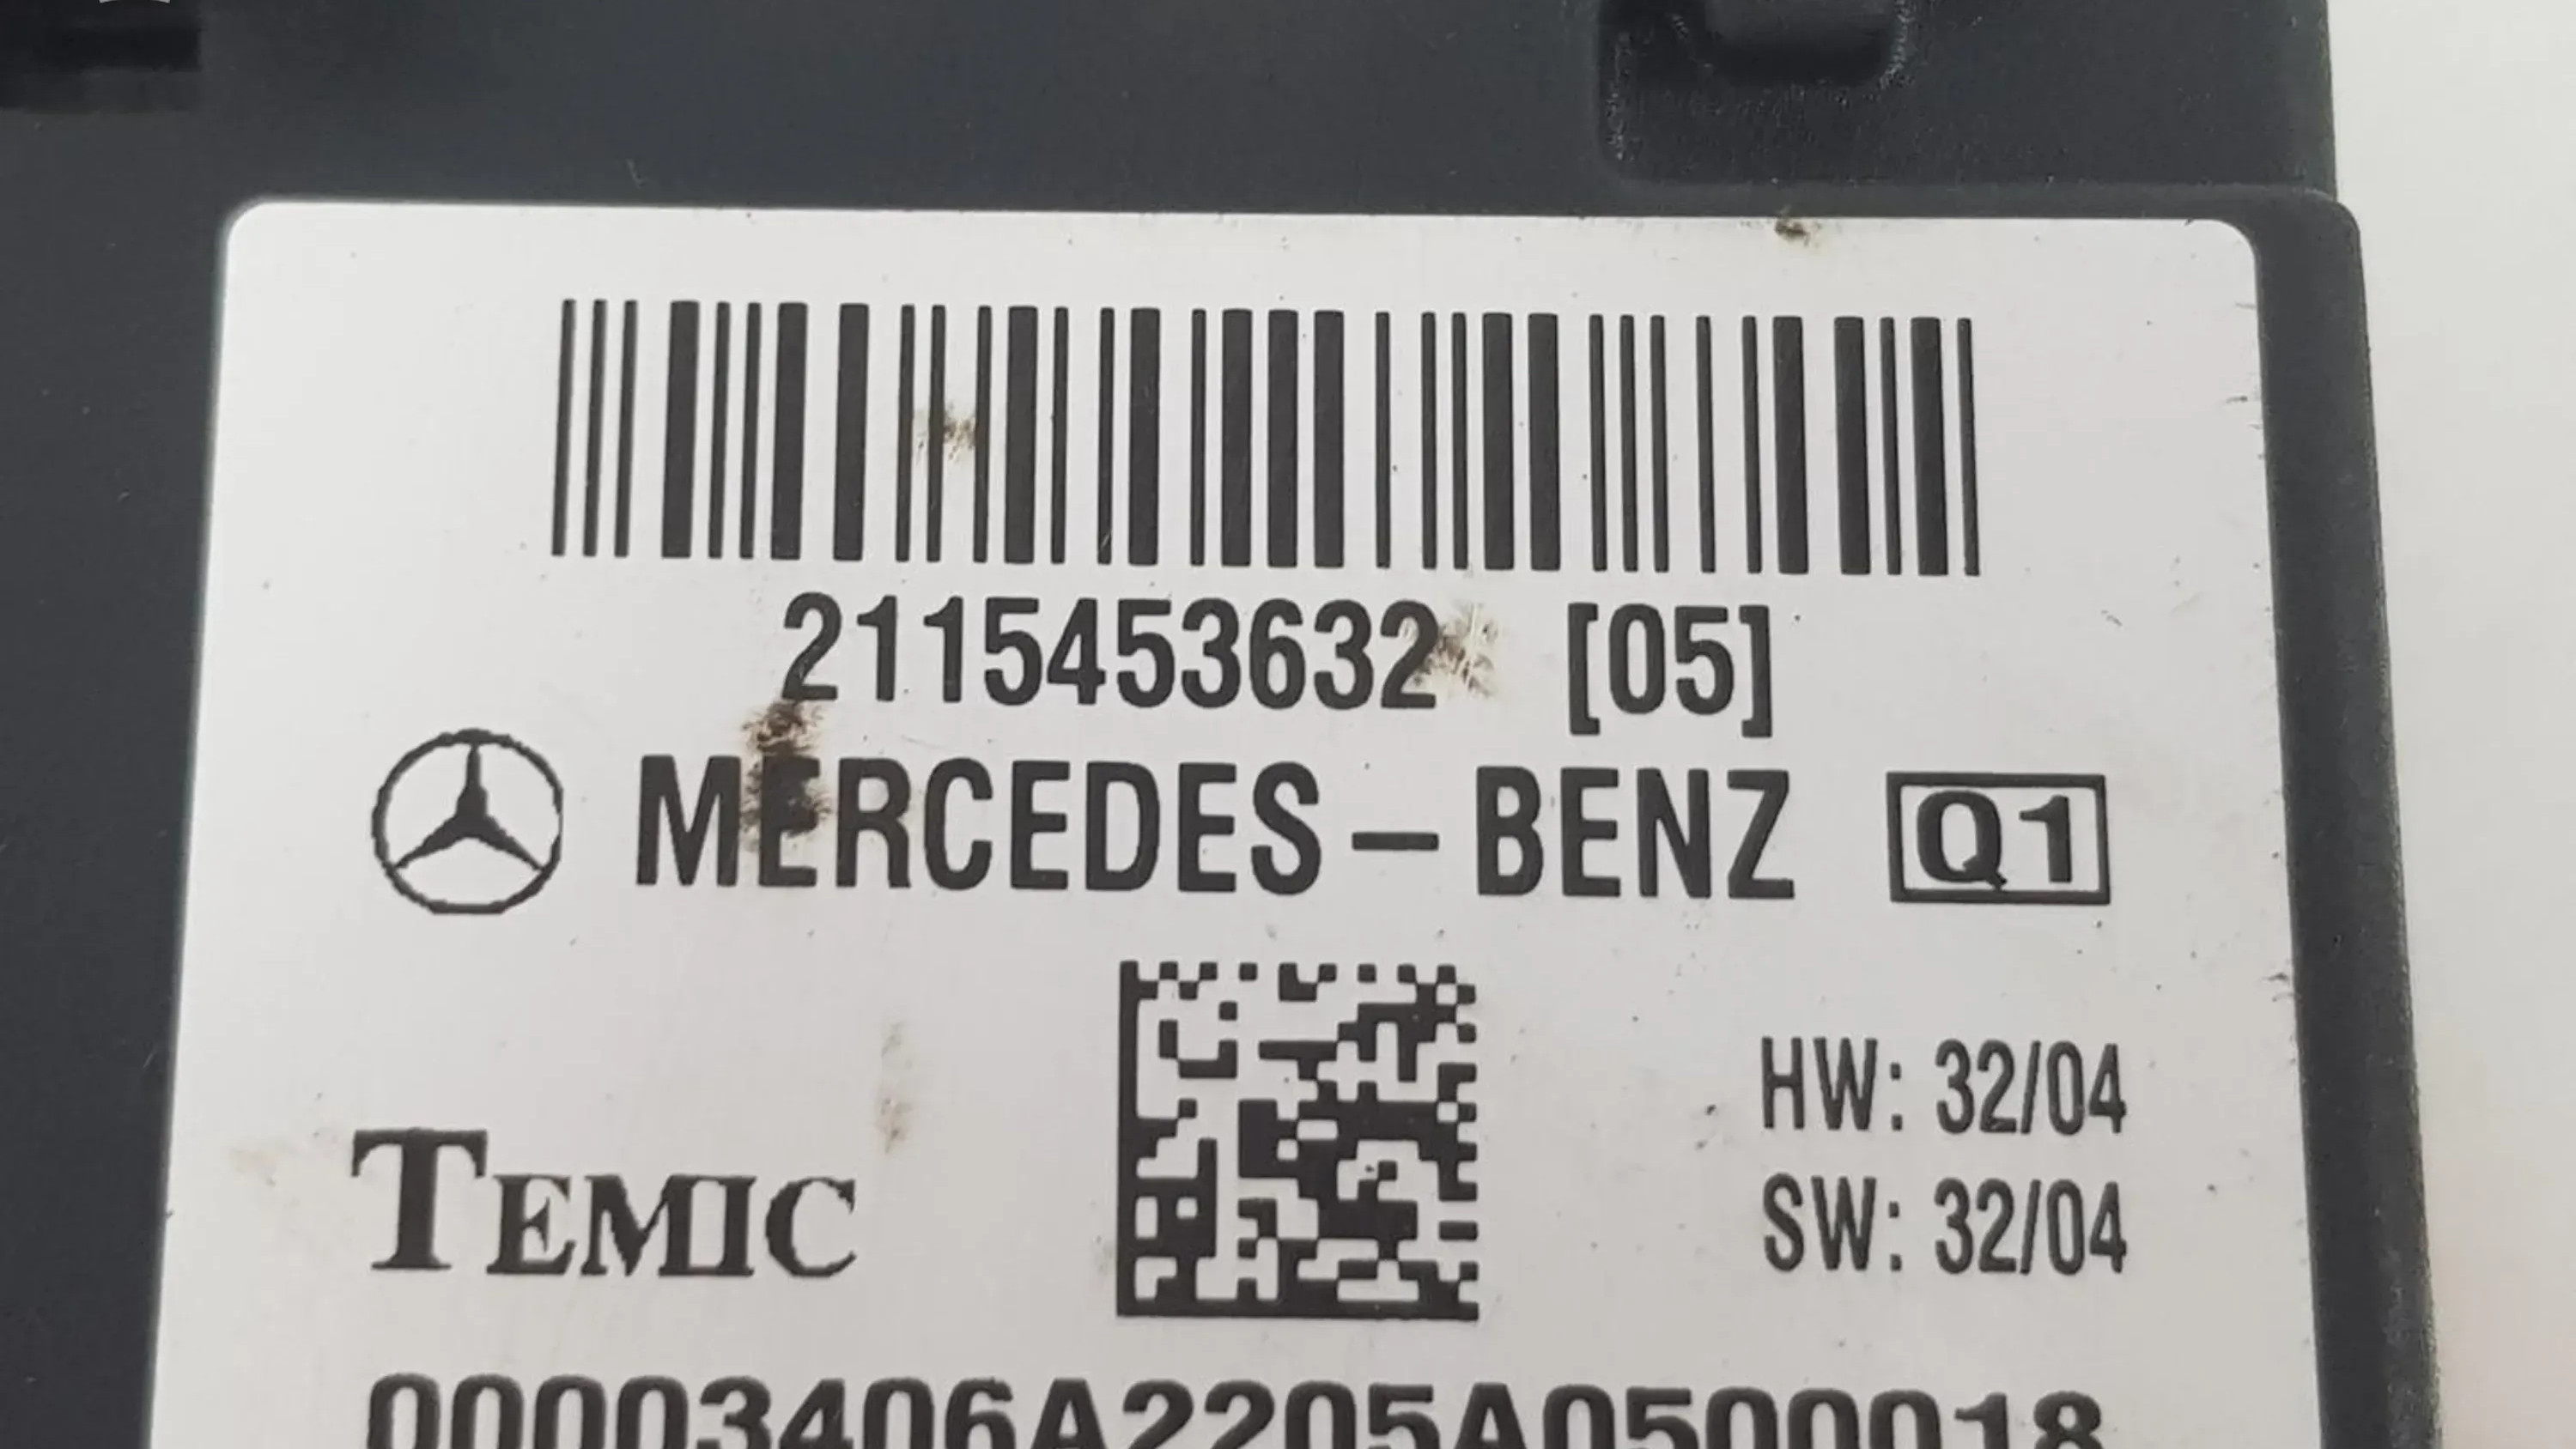 2115453632 [05]
MERCEDES-BENZ Q1
HW: 32/04
TEMIC
SW: 32/04
00003406A2205A0500018